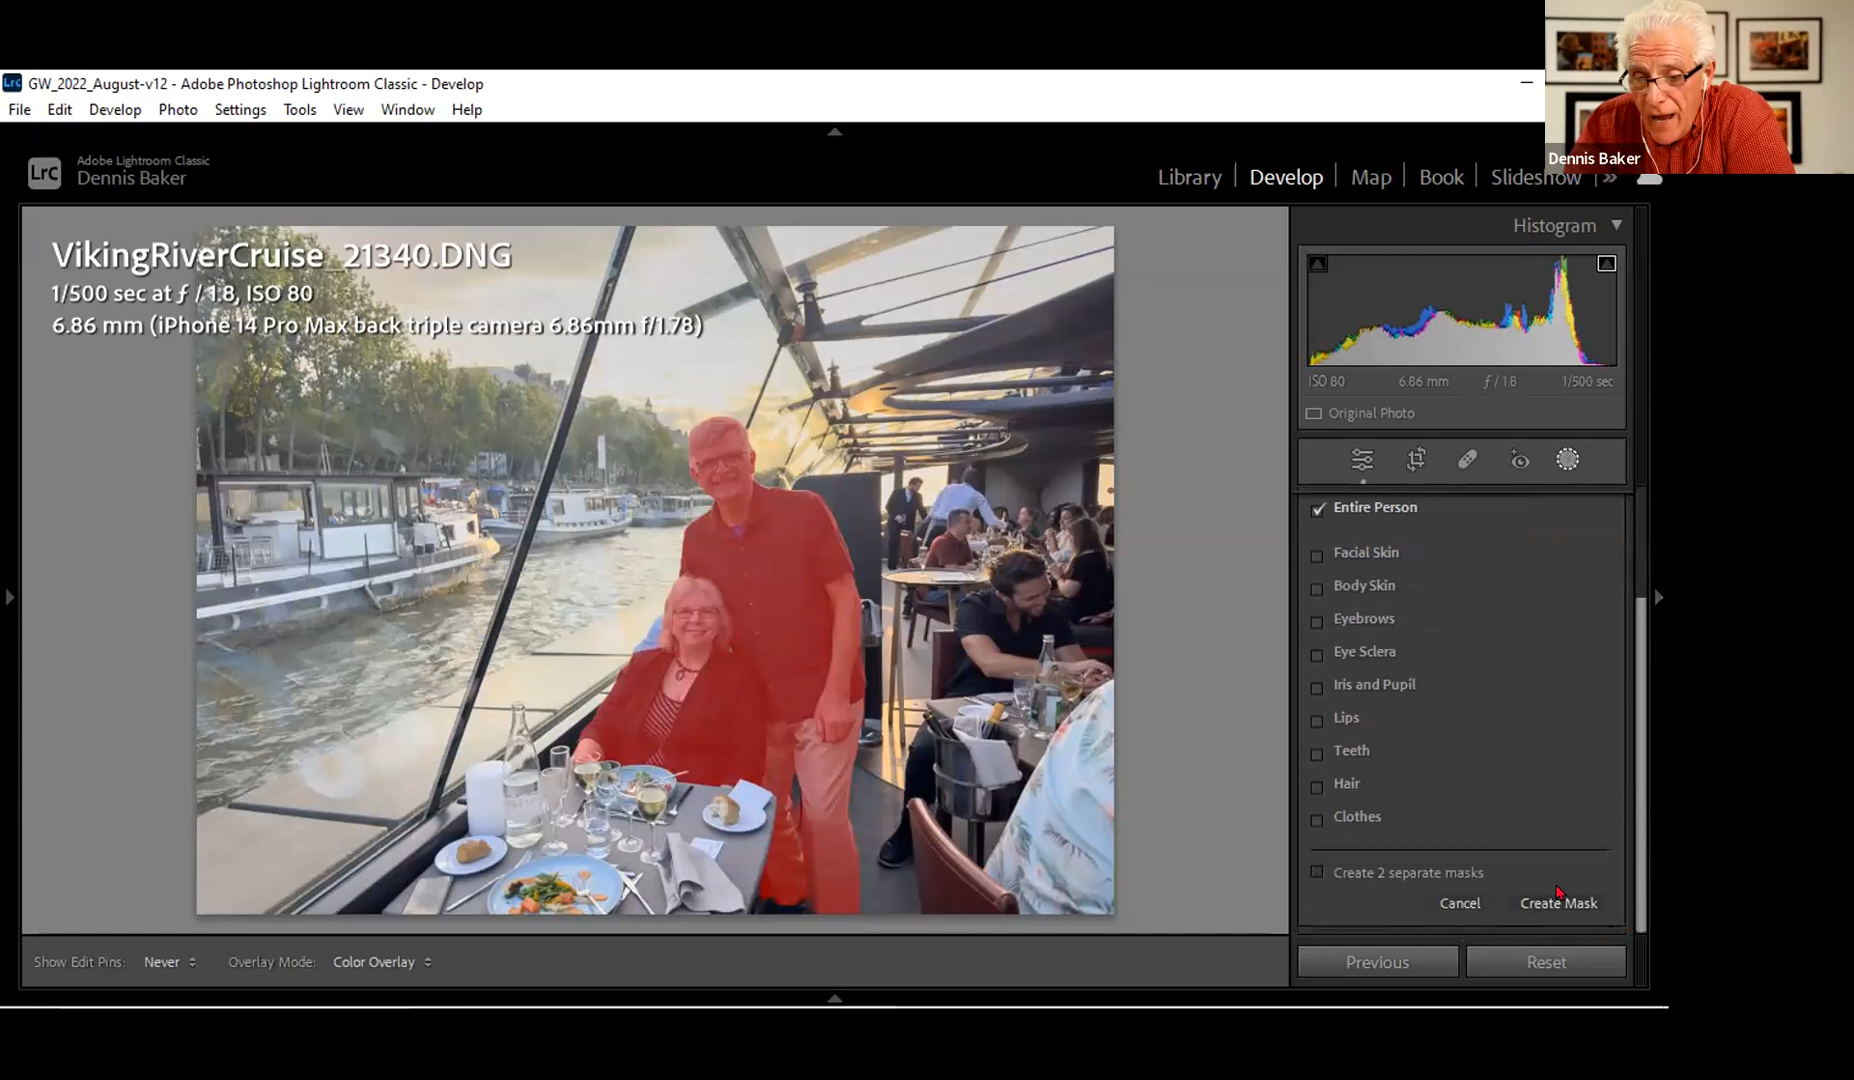 GW_2022_August-v12 - Adobe Photoshop Lightroom Classic - Develop
File Edit Develop Photo Settings Tools View Window Help
Dennis Baker
Lrc
Adobe Lightroom Classic
Dennis Baker
Library Develop Map Book Slideshow
VikingRiverCruise_21340.DNG
1/500 sec at ƒ / 1.8, ISO 80
6.86 mm (iPhone 14 Pro Max back triple camera 6.86mm f/1.78)
Histogram
ISO 80 6.86 mm ƒ / 1.8 1/500 sec
Original Photo
Entire Person
Facial Skin
Body Skin
Eyebrows
Eye Sclera
Iris and Pupil
Lips
Teeth
Hair
Clothes
Create 2 separate masks
Cancel Create Mask
Show Edit Pins: Never Overlay Mode: Color Overlay
Previous Reset